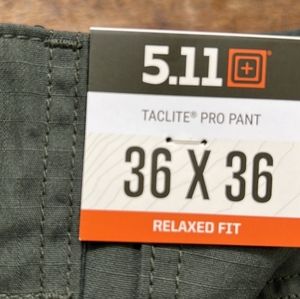 5.11®
TACLITE® PRO PANT
36 X 36
RELAXED FIT